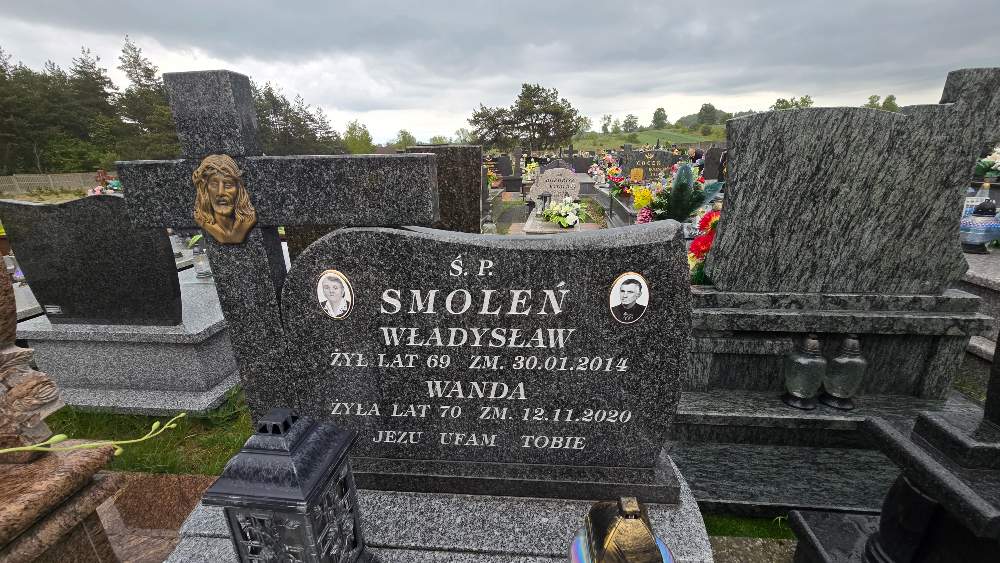 Ś. P.
SMOLEŃ
WŁADYSŁAW
ŻYŁ LAT 69 ZM. 30.01.2014
WANDA
ŻYŁA LAT 70 ZM. 12.11.2020
JEZU UFAM TOBIE